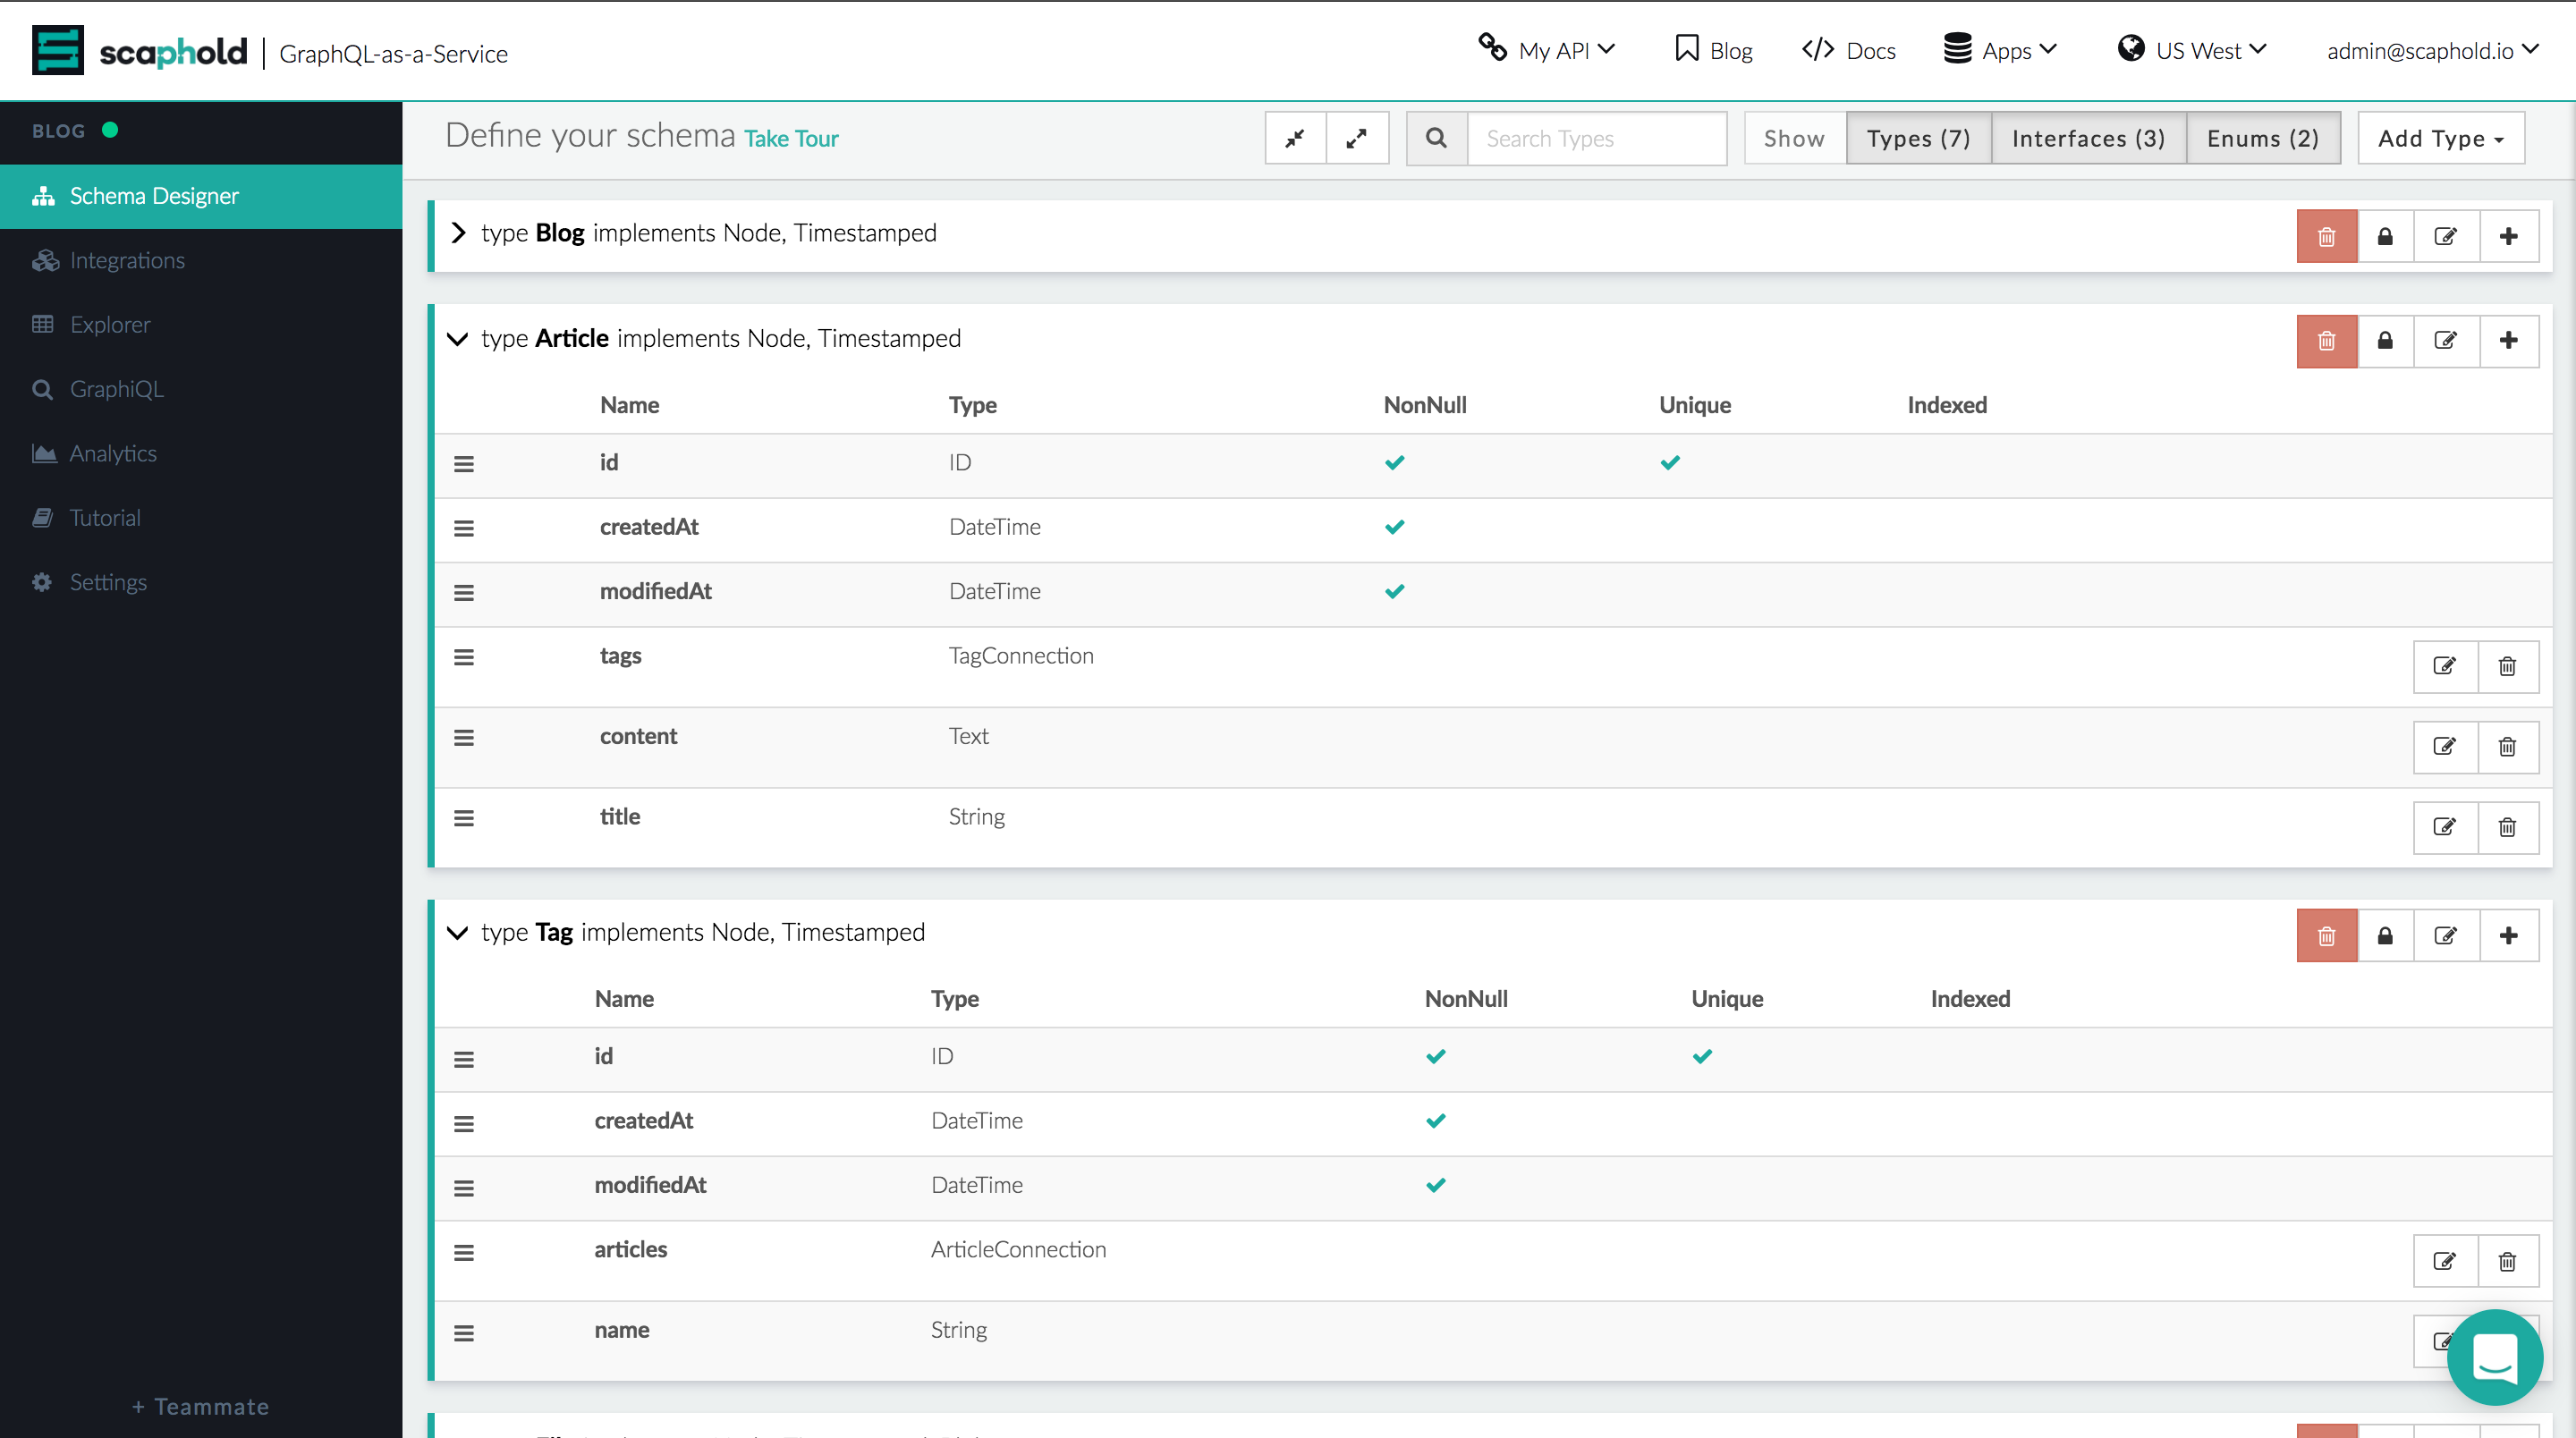 scaphold | GraphQL-as-a-Service
My API
Blog
Docs
Apps
US West
admin@scaphold.io
BLOG
Schema Designer
Integrations
Explorer
GraphiQL
Analytics
Tutorial
Settings
+ Teammate
Define your schema Take Tour
Search Types
Show
Types (7)
Interfaces (3)
Enums (2)
Add Type
type Blog implements Node, Timestamped
type Article implements Node, Timestamped
Name Type NonNull Unique Indexed
id ID
createdAt DateTime
modifiedAt DateTime
tags TagConnection
content Text
title String
type Tag implements Node, Timestamped
Name Type NonNull Unique Indexed
id ID
createdAt DateTime
modifiedAt DateTime
articles ArticleConnection
name String